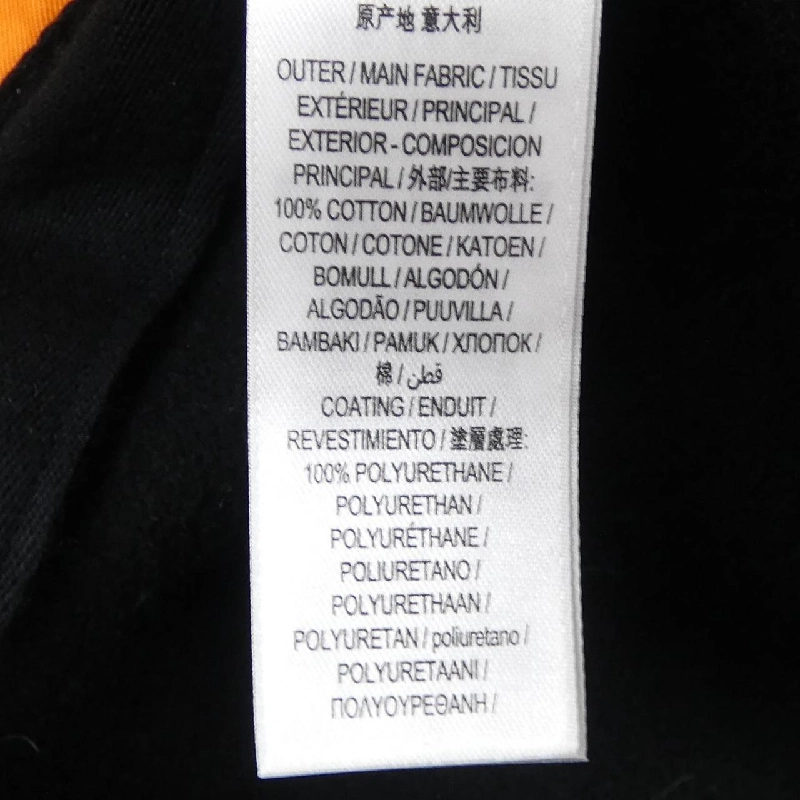 原产地 意大利
OUTER / MAIN FABRIC / TISSU
EXTÉRIEUR / PRINCIPAL /
EXTERIOR - COMPOSICION
PRINCIPAL / 外部/主要布料:
100% COTTON / BAUMWOLLE /
COTON / COTONE / KATOEN /
BOMULL / ALGODÓN /
ALGODÃO / PUUVILLA /
BAMBAKI / PAMUK / ХЛОПОК /
棉 / قطن
COATING / ENDUIT /
REVESTIMIENTO / 塗層處理:
100% POLYURETHANE /
POLYURETHAN /
POLYURÉTHANE /
POLIURETANO /
POLYURETHAAN /
POLYURETAN / poliuretano /
POLYURETAANI /
ΠΟΛΥΟΥΡΕΘΑΝΗ /